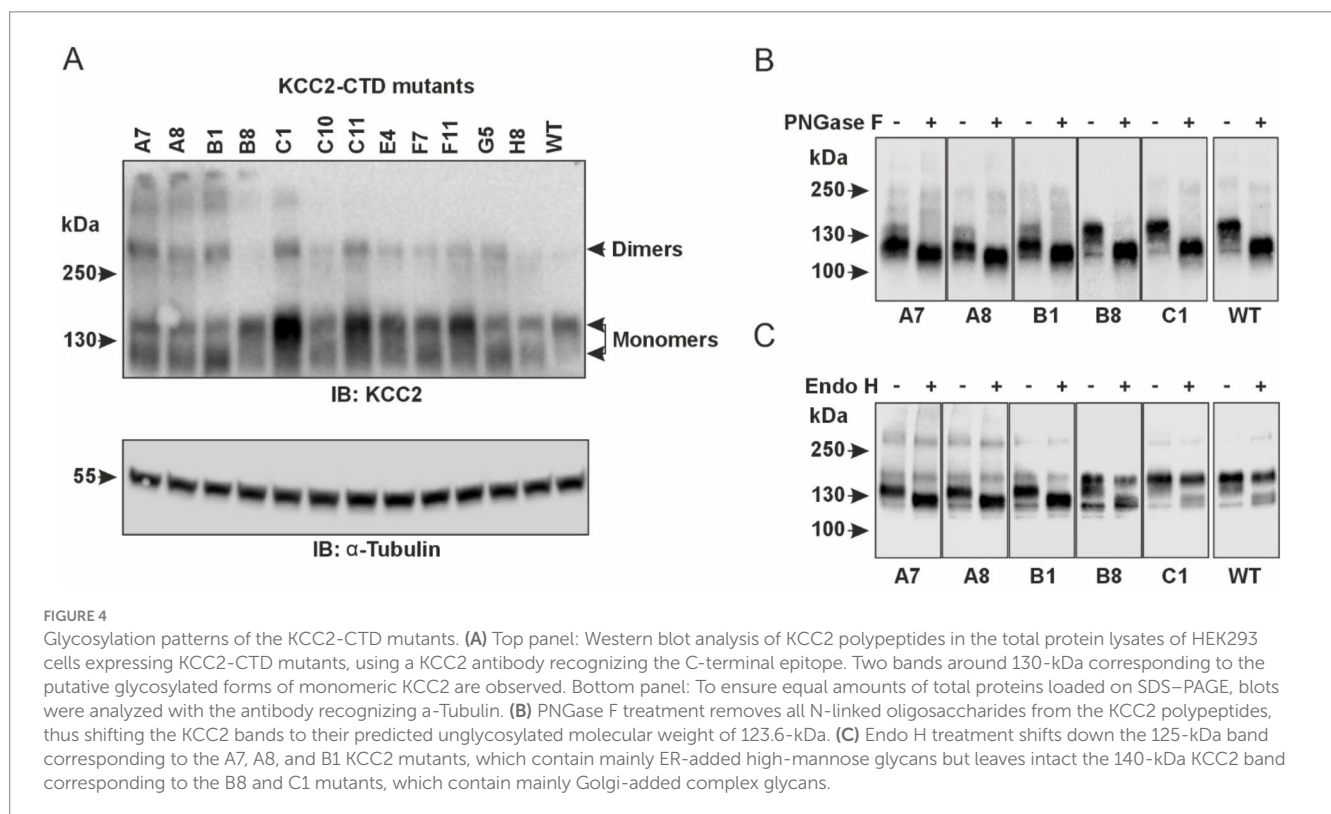 A
KCC2-CTD mutants
A7 A8 B1 B8 C1 C10 C11 E4 F7 F11 G5 H8 WT
kDa
Dimers
250
130
Monomers
IB: KCC2
55
IB: α-Tubulin
B
PNGase F - + - + - + - + - + - +
kDa
250
130
100
A7 A8 B1 B8 C1 WT
C
Endo H - + - + - + - + - + - +
kDa
250
130
100
A7 A8 B1 B8 C1 WT
FIGURE 4
Glycosylation patterns of the KCC2-CTD mutants. (A) Top panel: Western blot analysis of KCC2 polypeptides in the total protein lysates of HEK293
cells expressing KCC2-CTD mutants, using a KCC2 antibody recognizing the C-terminal epitope. Two bands around 130-kDa corresponding to the
putative glycosylated forms of monomeric KCC2 are observed. Bottom panel: To ensure equal amounts of total proteins loaded on SDS–PAGE, blots
were analyzed with the antibody recognizing a-Tubulin. (B) PNGase F treatment removes all N-linked oligosaccharides from the KCC2 polypeptides,
thus shifting the KCC2 bands to their predicted unglycosylated molecular weight of 123.6-kDa. (C) Endo H treatment shifts down the 125-kDa band
corresponding to the A7, A8, and B1 KCC2 mutants, which contain mainly ER-added high-mannose glycans but leaves intact the 140-kDa KCC2 band
corresponding to the B8 and C1 mutants, which contain mainly Golgi-added complex glycans.